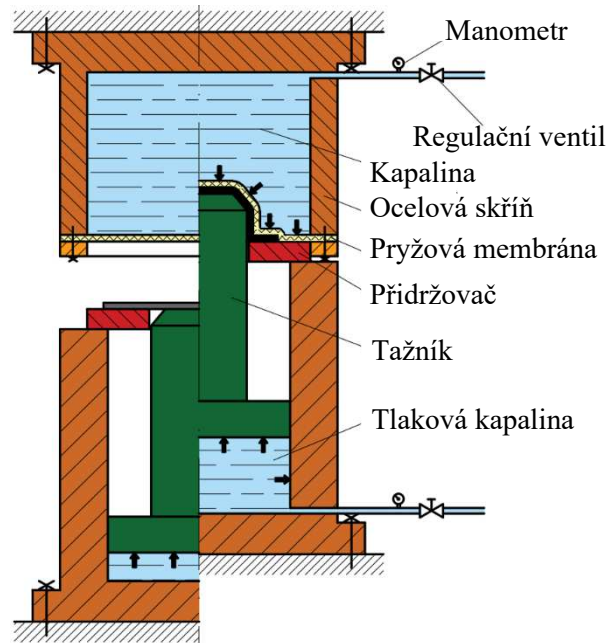 Manometr
Regulační ventil
Kapalina
Ocelová skříň
Pryžová membrána
Přidržovač
Tažník
Tlaková kapalina